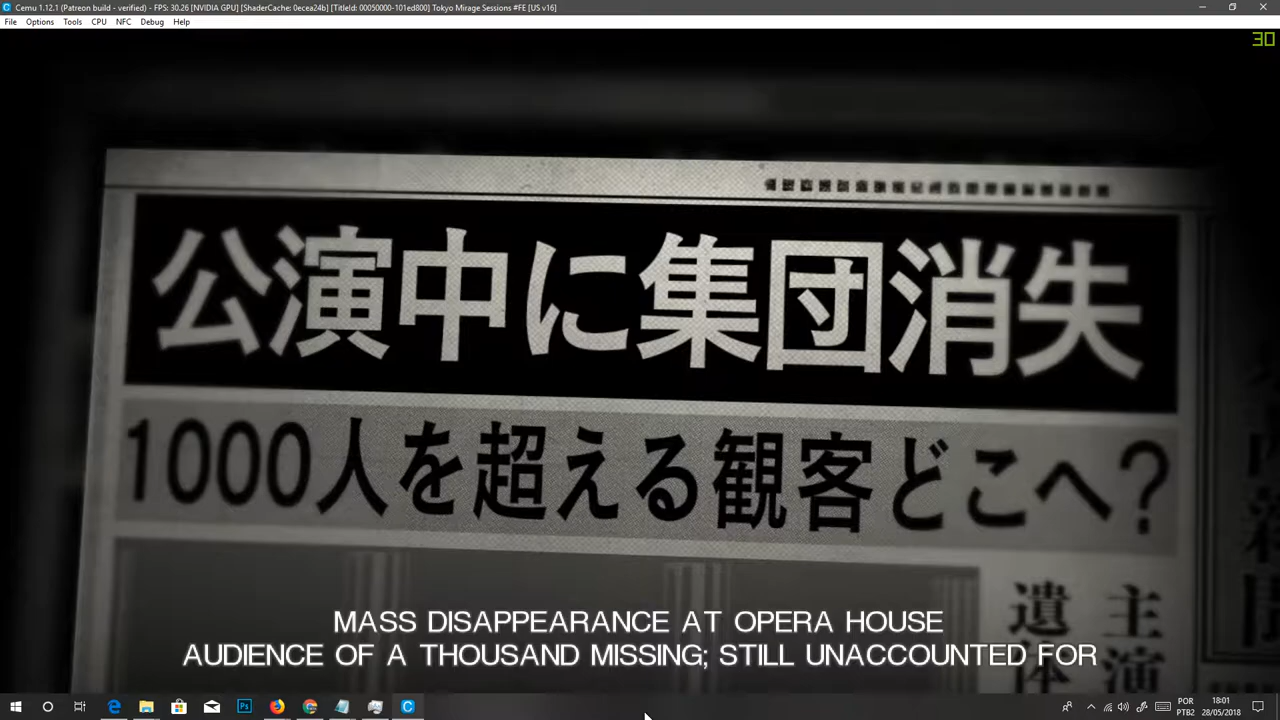 Cemu 1.12.1 (Patreon build - verified) - FPS: 30.26 [NVIDIA GPU] [ShaderCache: 0ecea24b] [TitleId: 00050000-101ed800] Tokyo Mirage Sessions #FE [US v16]
File Options Tools CPU NFC Debug Help
30
公演中に集団消失
1000人を超える観客どこへ?
主演
遺体
MASS DISAPPEARANCE AT OPERA HOUSE
AUDIENCE OF A THOUSAND MISSING; STILL UNACCOUNTED FOR
POR
PTB2
18:01
28/05/2018